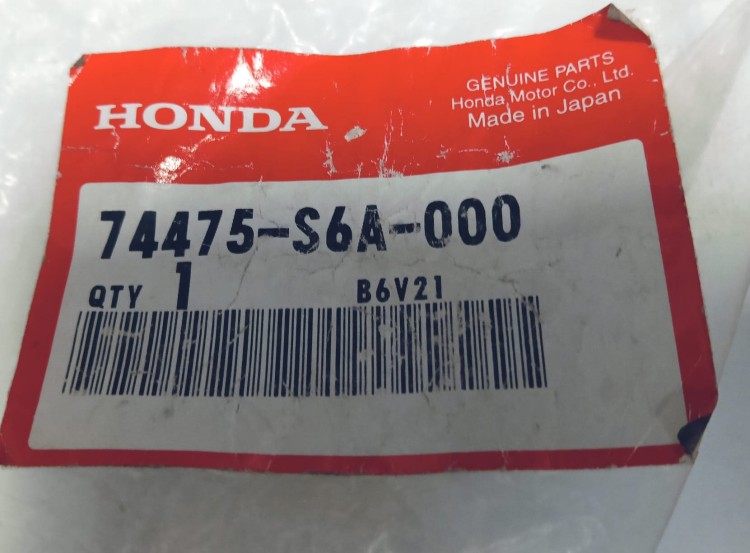 HONDA
GENUINE PARTS
Honda Motor Co., Ltd.
Made in Japan
74475-S6A-000
QTY 1 B6V21